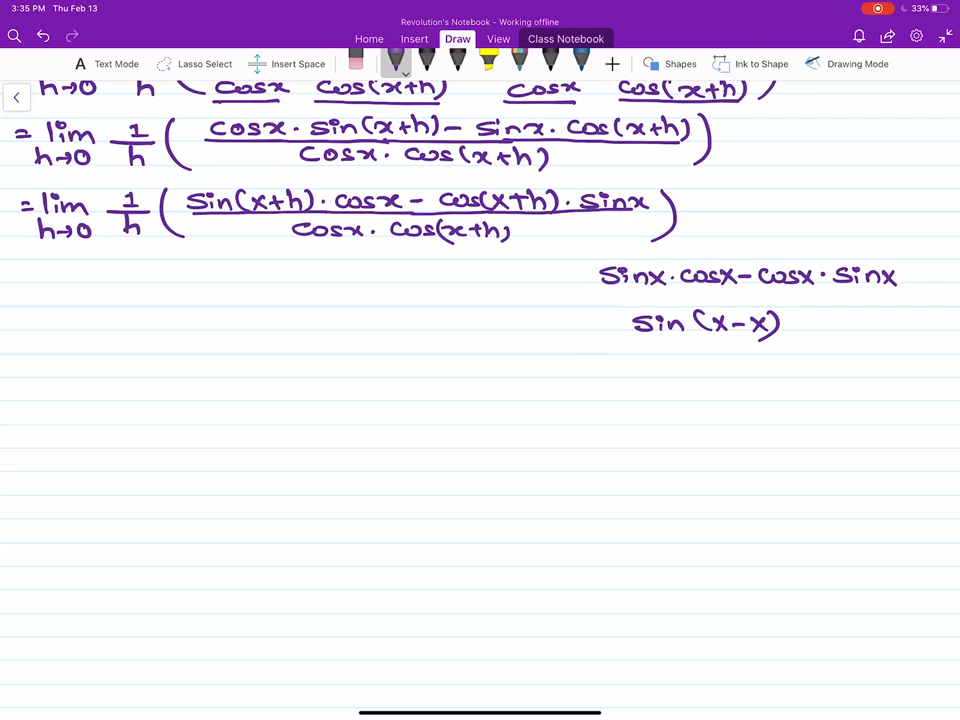 3:35 PM Thu Feb 13
33%
Revolution's Notebook - Working offline
Home Insert Draw View Class Notebook
A Text Mode Lasso Select Insert Space Shapes Ink to Shape Drawing Mode
h→0 h ( cosx cos(x+h) cosx cos(x+h) )
= lim 1/h ( cosx · sin(x+h) - sinx · cos(x+h)
h→0 cosx · cos(x+h) )
= lim 1/h ( sin(x+h) · cosx - cos(x+h) · sinx
h→0 cosx · cos(x+h) )
sinx · cosx - cosx · sinx
sin (x-x)